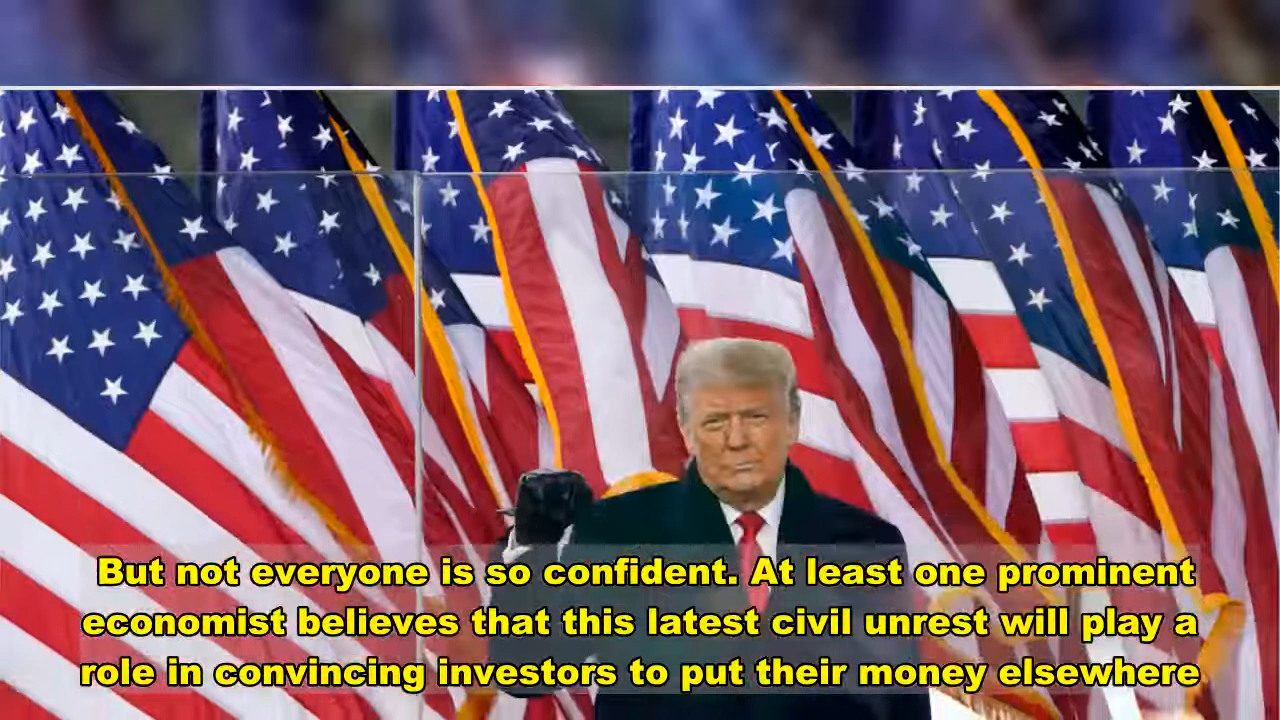 But not everyone is so confident. At least one prominent
economist believes that this latest civil unrest will play a
role in convincing investors to put their money elsewhere